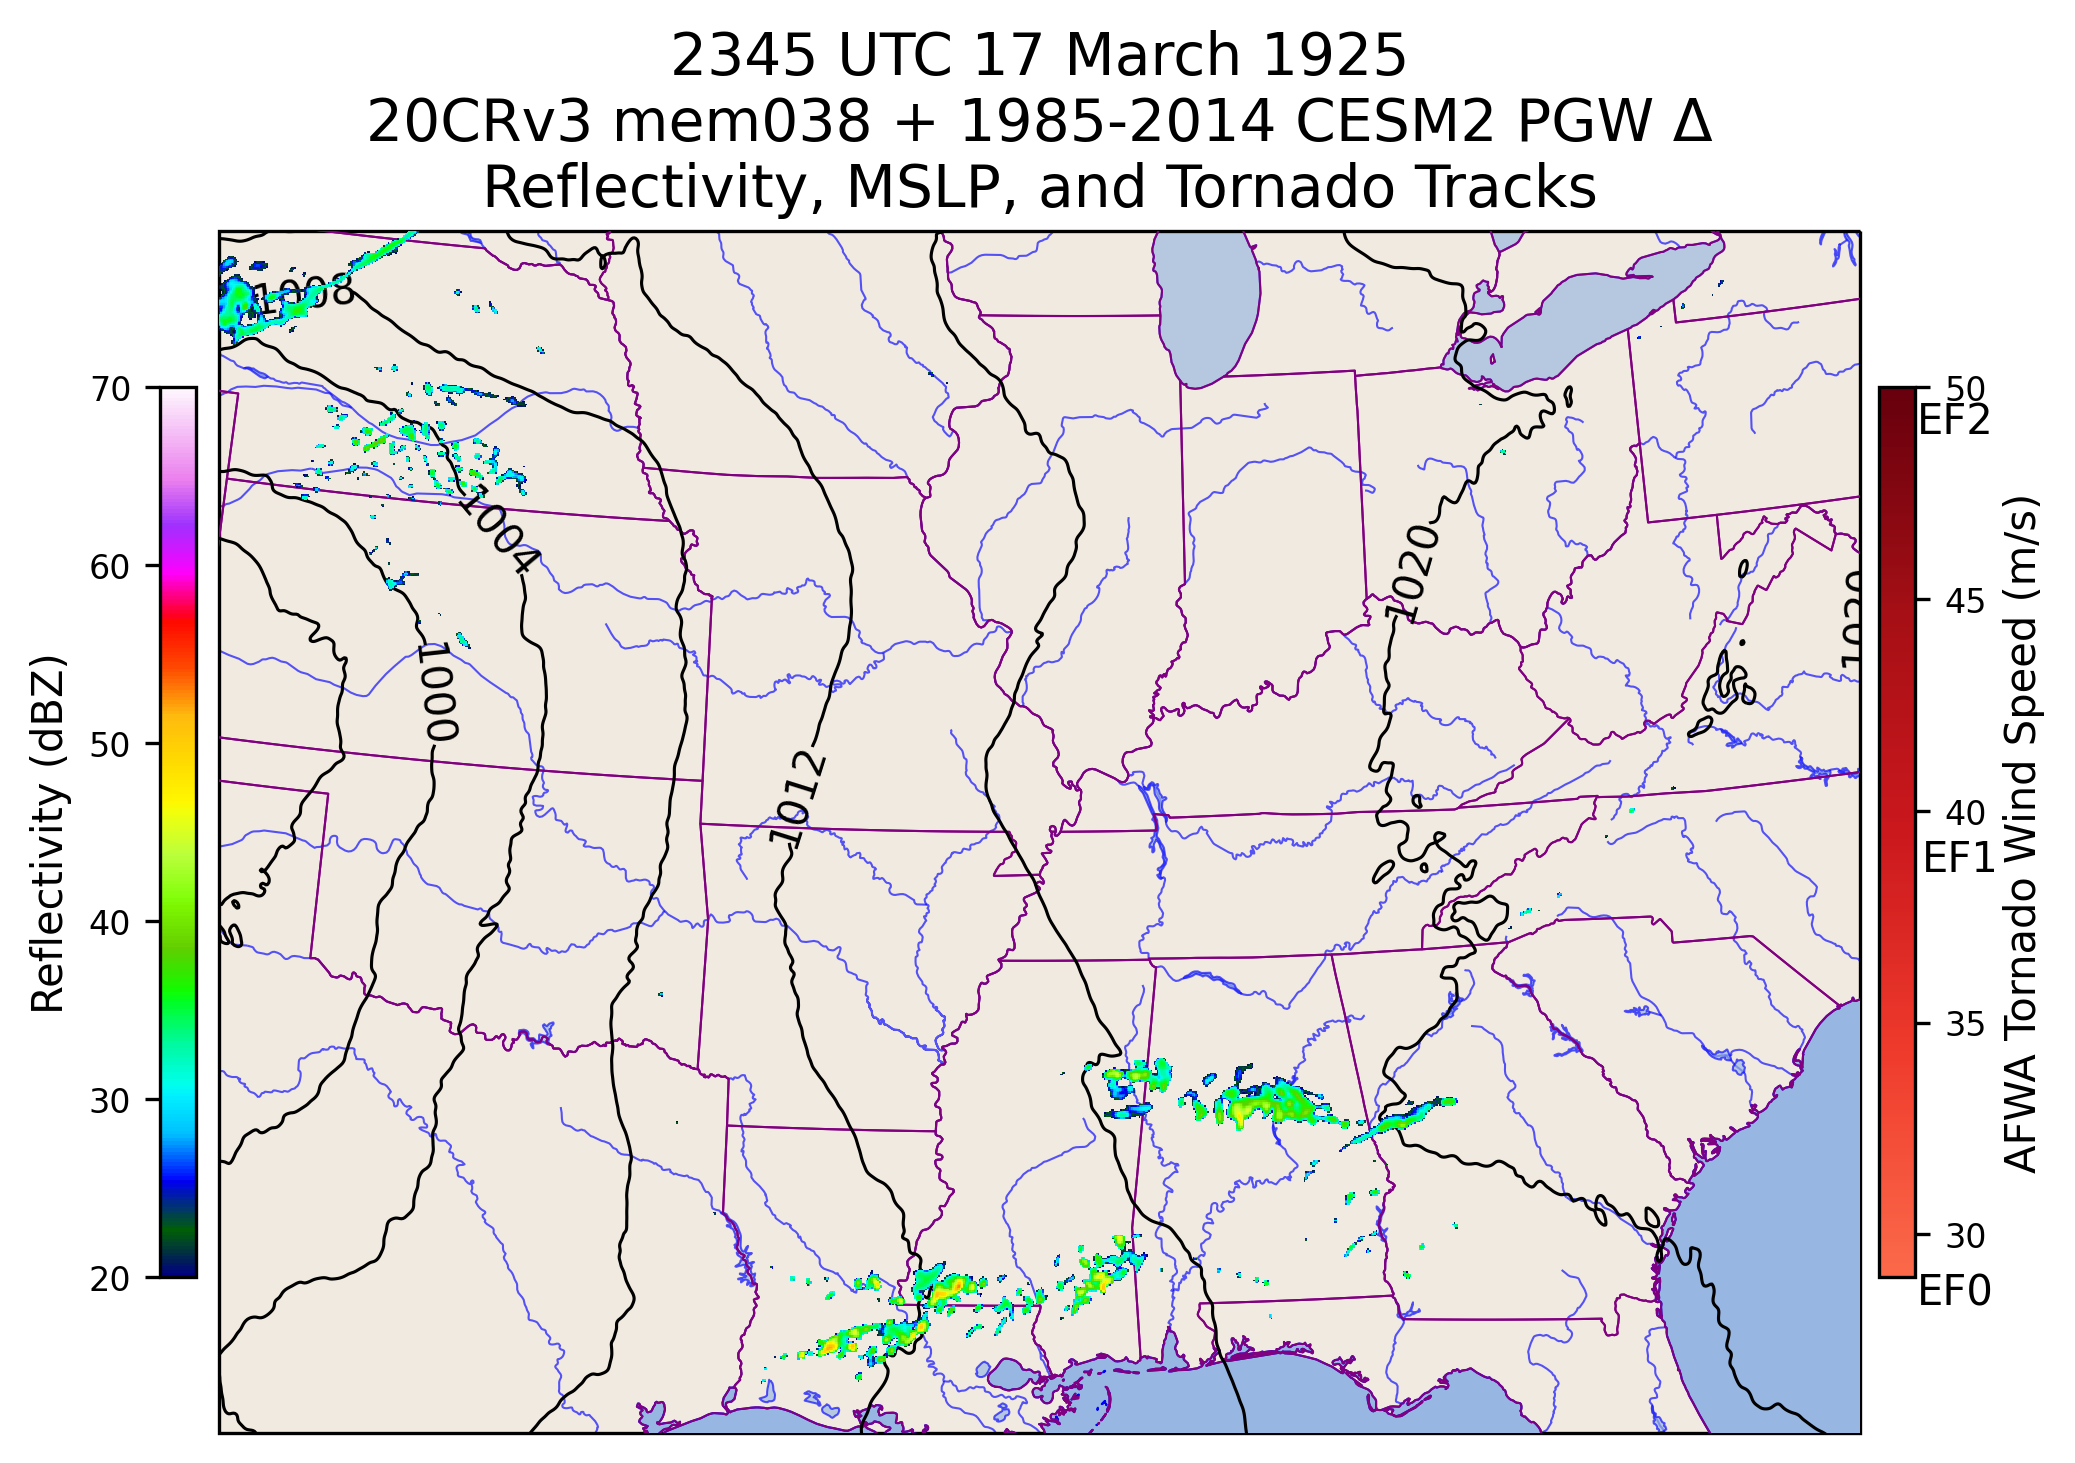 2345 UTC 17 March 1925
20CRv3 mem038 + 1985-2014 CESM2 PGW Δ
Reflectivity, MSLP, and Tornado Tracks
1008
1004
1000
1012
1020
1020
70
60
50
40
30
20
Reflectivity (dBZ)
50
EF2
45
40
EF1
35
30
EF0
AFWA Tornado Wind Speed (m/s)